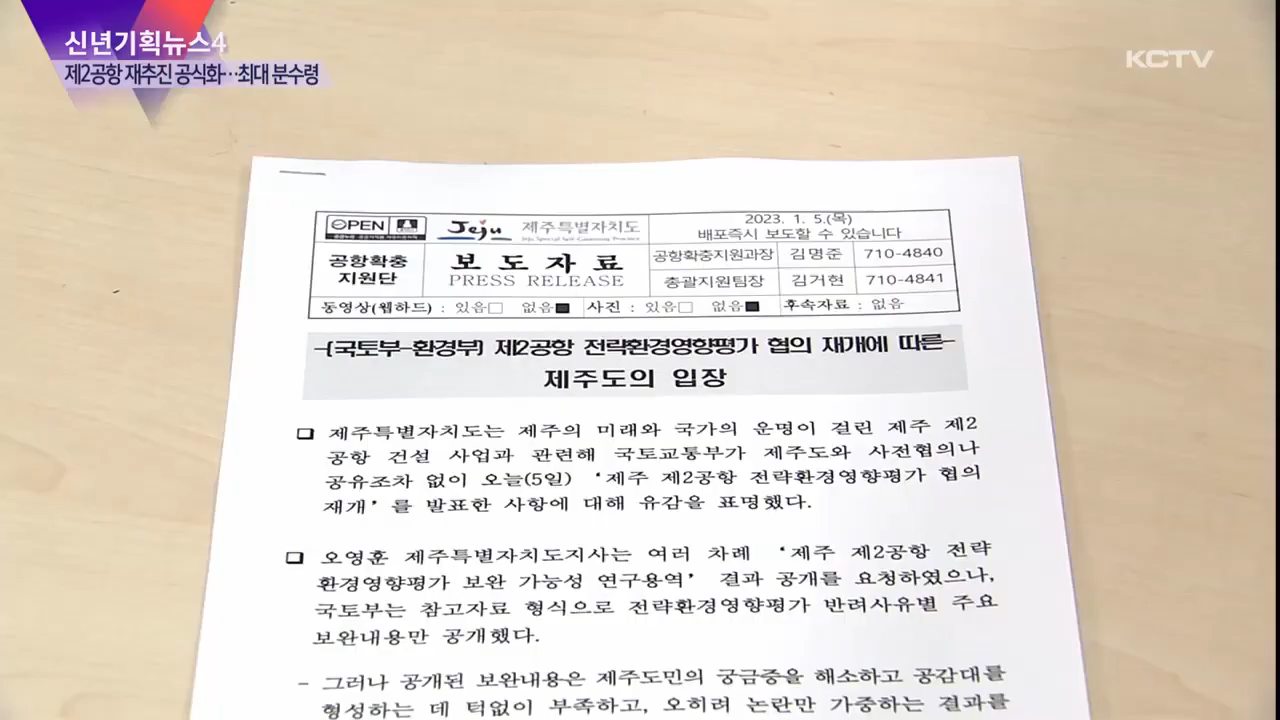 신년기획뉴스4
제2공항 재추진 공식화…최대 분수령
KCTV
OPEN
Jeju 제주특별자치도
2023. 1. 5.(목)
배포즉시 보도할 수 있습니다
공항확충
지원단
보도자료
PRESS RELEASE
공항확충지원과장 김명준 710-4840
총괄지원팀장 김거현 710-4841
동영상(웹하드) : 있음□ 없음■ 사진 : 있음□ 없음■ 후속자료 : 없음
-(국토부-환경부) 제2공항 전략환경영향평가 협의 재개에 따른-
제주도의 입장
❑ 제주특별자치도는 제주의 미래와 국가의 운명이 걸린 제주 제2
공항 건설 사업과 관련해 국토교통부가 제주도와 사전협의나
공유조차 없이 오늘(5일) ‘제주 제2공항 전략환경영향평가 협의
재개’를 발표한 사항에 대해 유감을 표명했다.
❑ 오영훈 제주특별자치도지사는 여러 차례 ‘제주 제2공항 전략
환경영향평가 보완 가능성 연구용역’ 결과 공개를 요청하였으나,
국토부는 참고자료 형식으로 전략환경영향평가 반려사유별 주요
보완내용만 공개했다.
- 그러나 공개된 보완내용은 제주도민의 궁금증을 해소하고 공감대를
형성하는 데 턱없이 부족하고, 오히려 논란만 가중하는 결과를